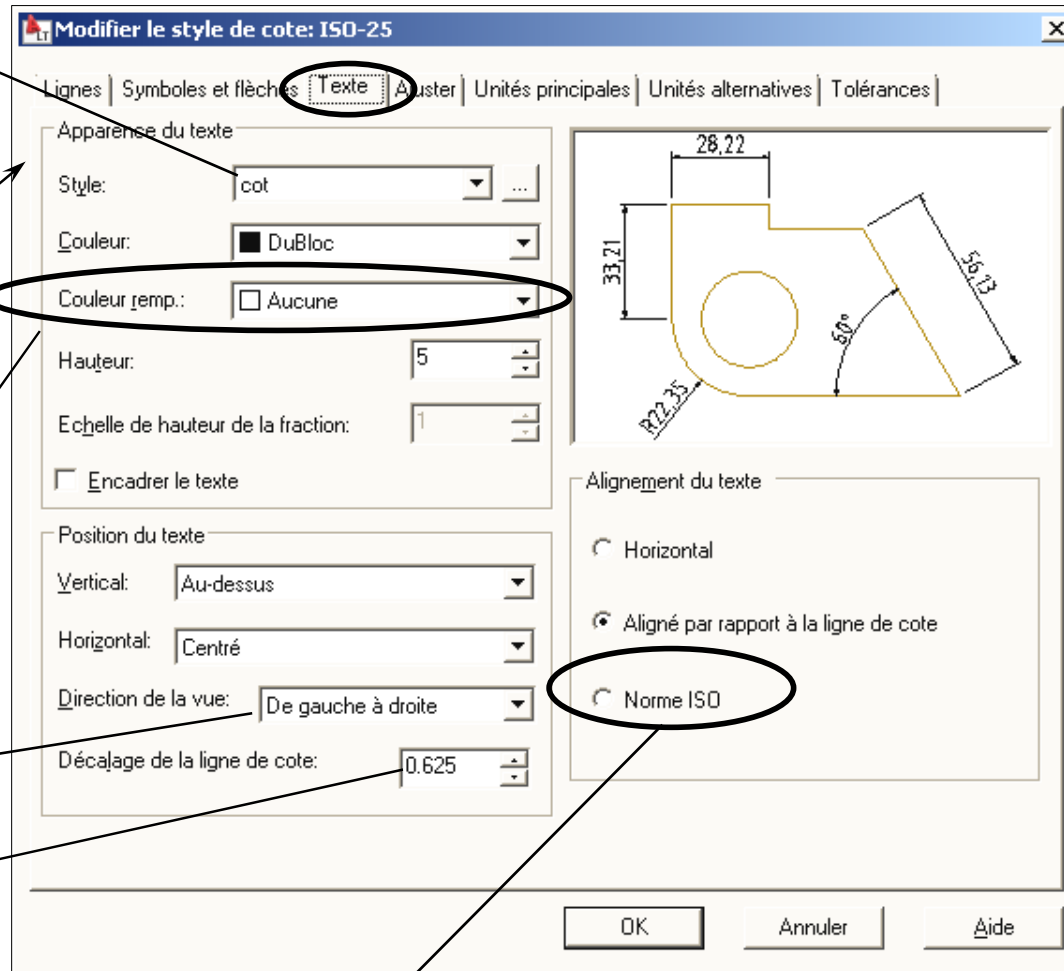 LT Modifier le style de cote: ISO-25
Lignes Symboles et flèches Texte Ajuster Unités principales Unités alternatives Tolérances
Apparence du texte
Style: cot ...
Couleur: DuBloc
Couleur remp.: Aucune
Hauteur: 5
Echelle de hauteur de la fraction: 1
Encadrer le texte
Position du texte
Vertical: Au-dessus
Horizontal: Centré
Direction de la vue: De gauche à droite
Décalage de la ligne de cote: 0.625
28,22
33,21
56,13
60°
R22,35
Alignement du texte
Horizontal
Aligné par rapport à la ligne de cote
Norme ISO
OK Annuler Aide